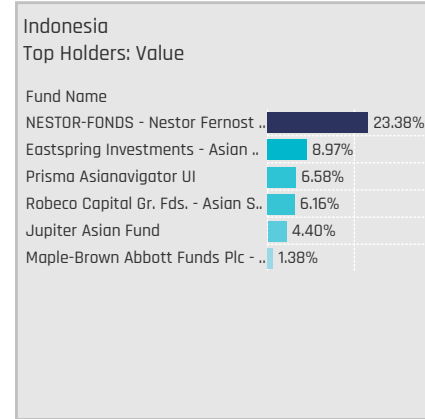 Indonesia
Top Holders: Value
Fund Name
NESTOR-FONDS - Nestor Fernost .. 23.38%
Eastspring Investments - Asian .. 8.97%
Prisma Asianavigator UI 6.58%
Robeco Capital Gr. Fds. - Asian S.. 6.16%
Jupiter Asian Fund 4.40%
Maple-Brown Abbott Funds Plc - .. 1.38%